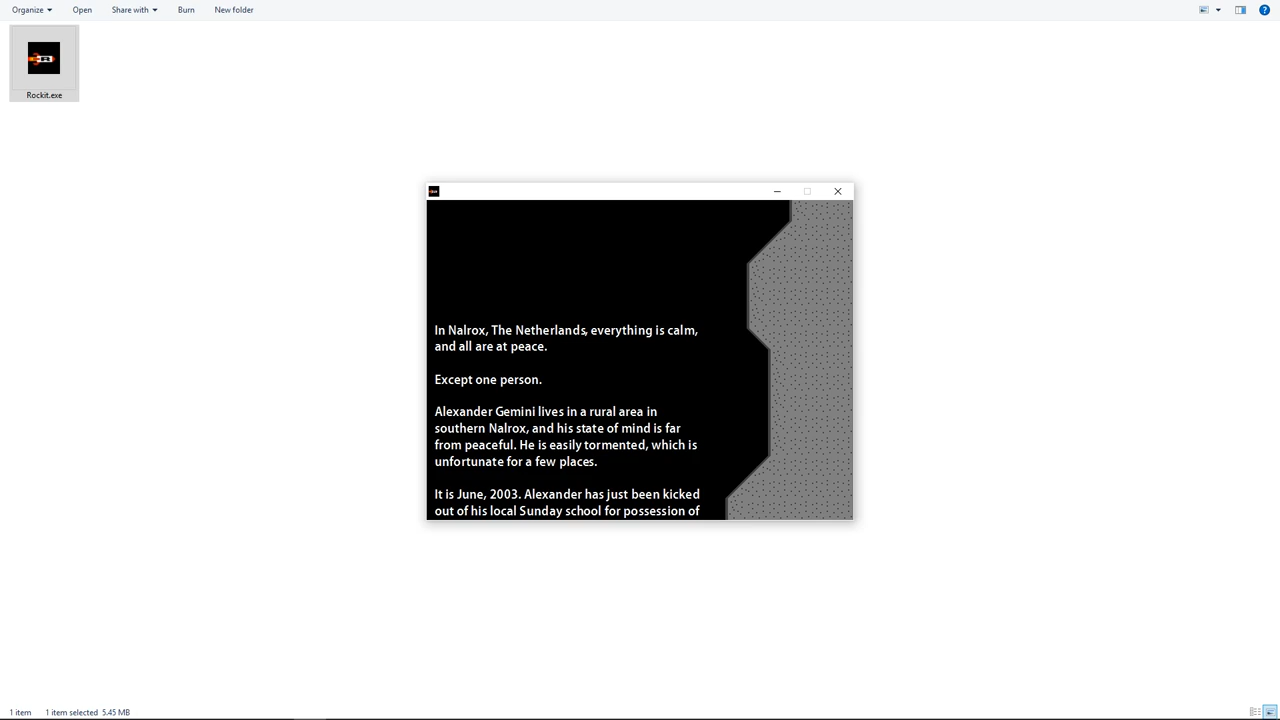 Organize Open Share with Burn New folder
Rockit.exe
In Nalrox, The Netherlands, everything is calm,
and all are at peace.
Except one person.
Alexander Gemini lives in a rural area in
southern Nalrox, and his state of mind is far
from peaceful. He is easily tormented, which is
unfortunate for a few places.
It is June, 2003. Alexander has just been kicked
out of his local Sunday school for possession of
1 item 1 item selected 5.45 MB